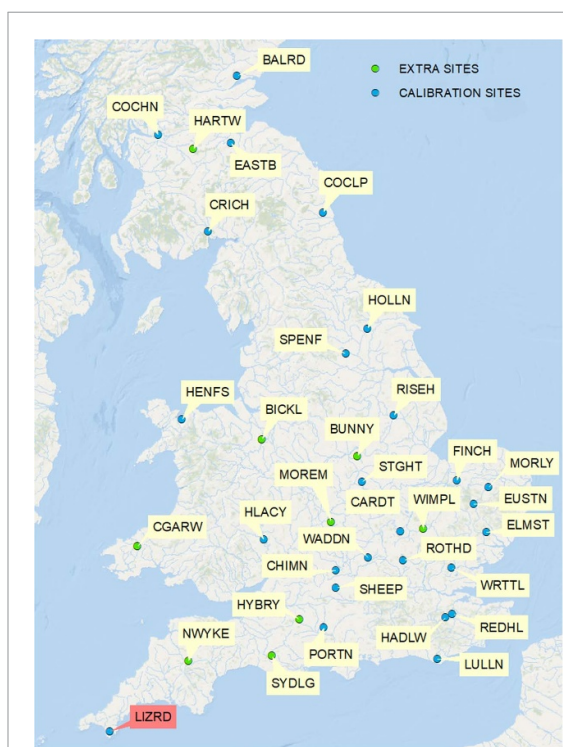 BALRD
EXTRA SITES
CALIBRATION SITES
COCHN
HARTW
EASTB
COCLP
CRICH
HOLLN
SPENF
HENFS
RISEH
BICKL
BUNNY
STGHT
FINCH
MORLY
MOREM
CARDT
WIMPL
EUSTN
CGARW
HLACY
WADDN
ELMST
ROTHD
CHIMN
SHEEP
WRTTL
HYBRY
NWYKE
PORTN
HADLW
REDHL
SYDLG
LULLN
LIZRD